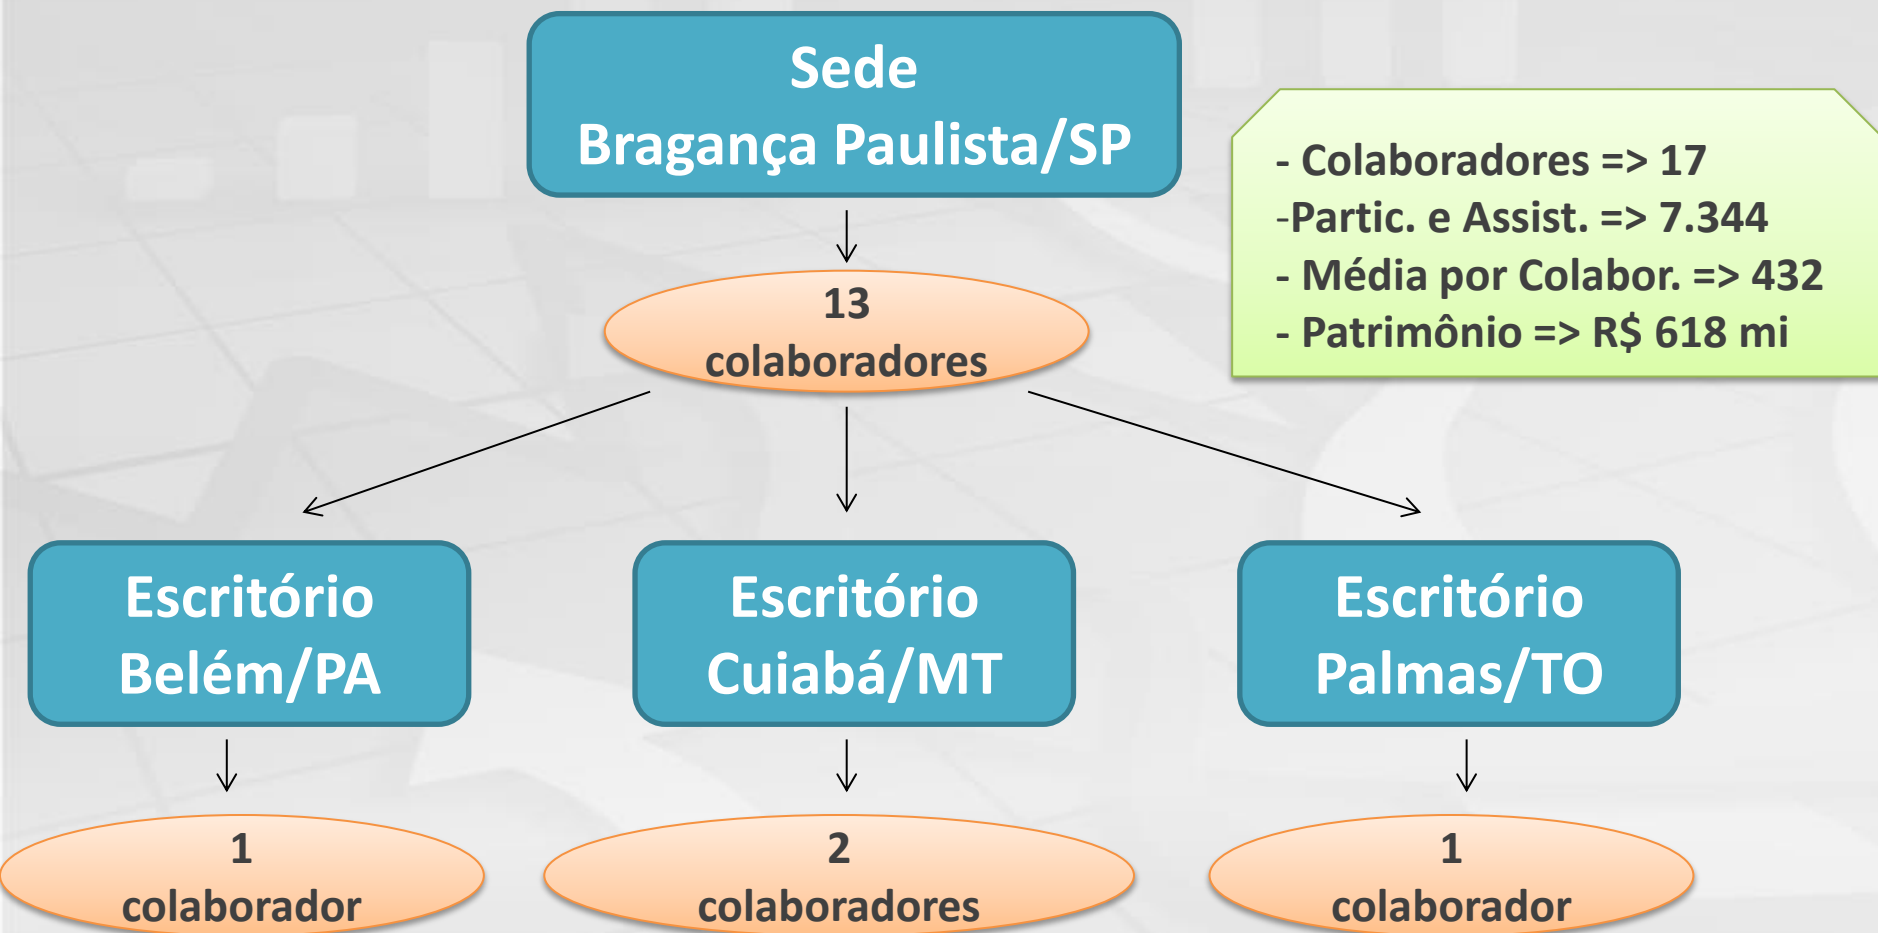 Sede
Bragança Paulista/SP
- Colaboradores => 17
-Partic. e Assist. => 7.344
- Média por Colabor. => 432
- Patrimônio => R$ 618 mi
13
colaboradores
Escritório
Belém/PA
Escritório
Cuiabá/MT
Escritório
Palmas/TO
1
colaborador
2
colaboradores
1
colaborador